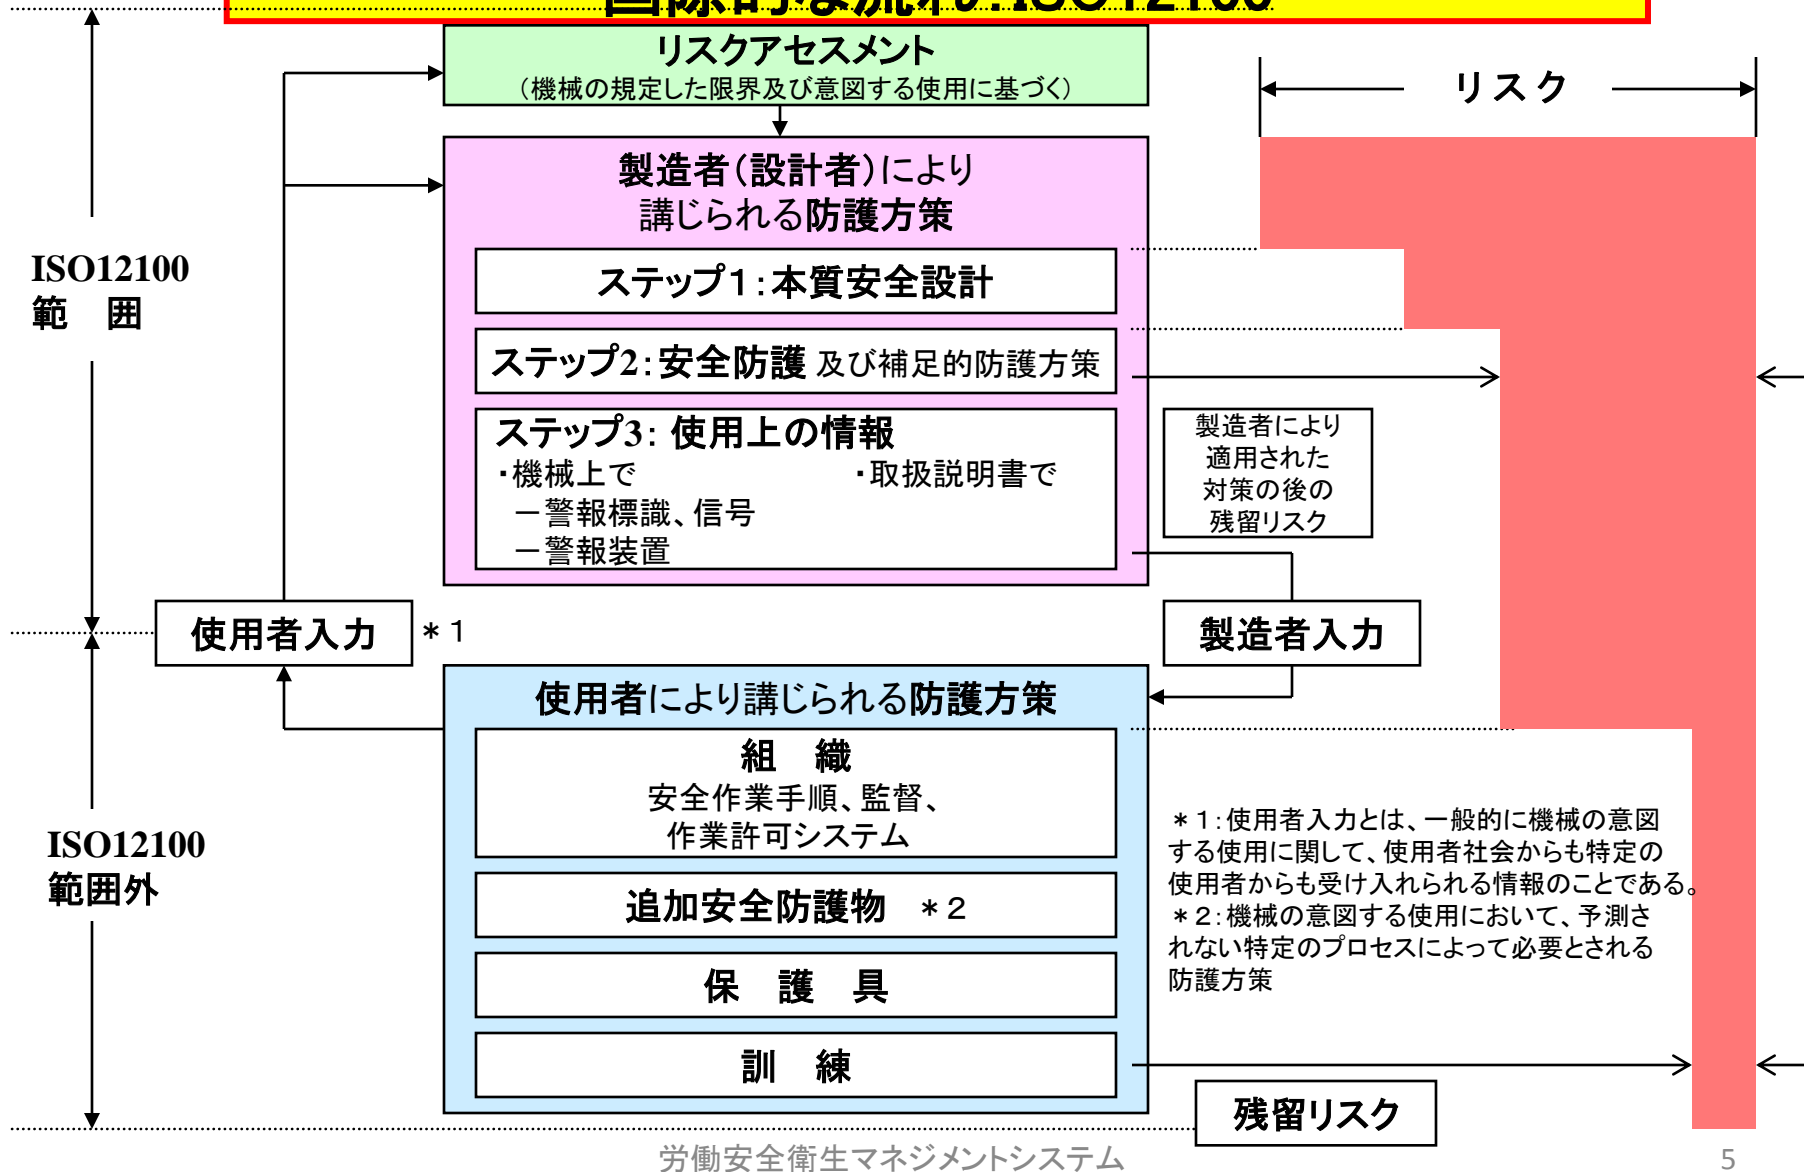 国際的な流れ:ISO12100
リスクアセスメント
（機械の規定した限界及び意図する使用に基づく）
リスク
製造者（設計者）により
講じられる防護方策
ISO12100
範　囲
ステップ1：本質安全設計
ステップ2：安全防護 及び補足的防護方策
ステップ3： 使用上の情報
・機械上で　・取扱説明書で
－警報標識、信号
－警報装置
製造者により
適用された
対策の後の
残留リスク
使用者入力 ＊1
製造者入力
使用者により講じられる防護方策
組　織
安全作業手順、監督、
作業許可システム
ISO12100
範囲外
追加安全防護物　＊2
保　護　具
訓　練
＊1：使用者入力とは、一般的に機械の意図
する使用に関して、使用者社会からも特定の
使用者からも受け入れられる情報のことである。
＊2：機械の意図する使用において、予測さ
れない特定のプロセスによって必要とされる
防護方策
残留リスク
労働安全衛生マネジメントシステム
5